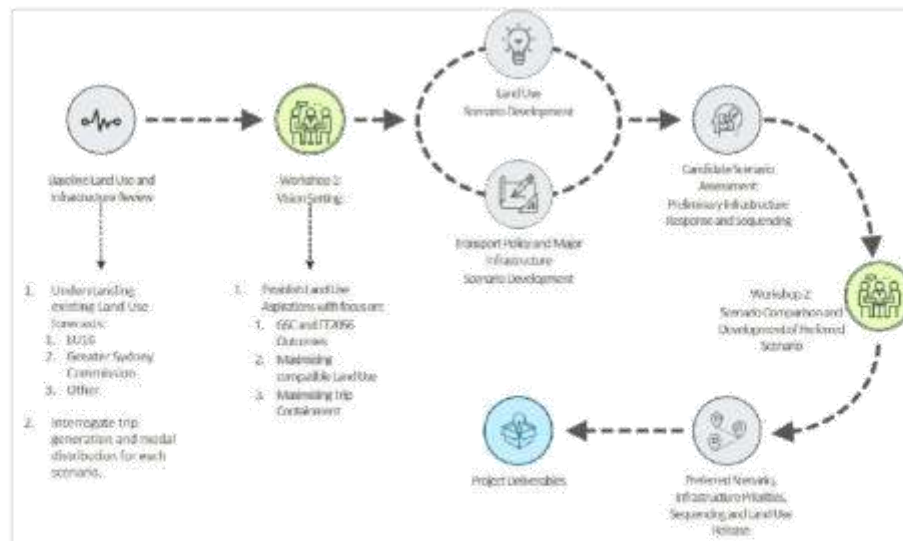 Land Use
Scenario Development
Baseline Land Use and
Infrastructure Review
Workshop
Vision Setting
Candidate Scenario
Assessment:
Preliminary Infrastructure
Response and Sequencing
Transport Policy and Major
Infrastructure
Scenario Development
1. Understanding
existing Land Use
forecasts:
1. LU16
2. Greater Sydney
Commission
3. Other
2. Interrogate trip
generation and modal
distribution for each
scenario.
1. Land Use
Aspirations with focus on:
1. GSC and FT2056
Outcomes
2. Maximising
compatible Land Use
3. Maximising Trip
Containment
Workshop 2:
Scenario Comparison and
Development of Preferred
Scenario
Project Deliverables
Preferred Scenario,
Infrastructure Priorities,
Sequencing and Land Use
Release